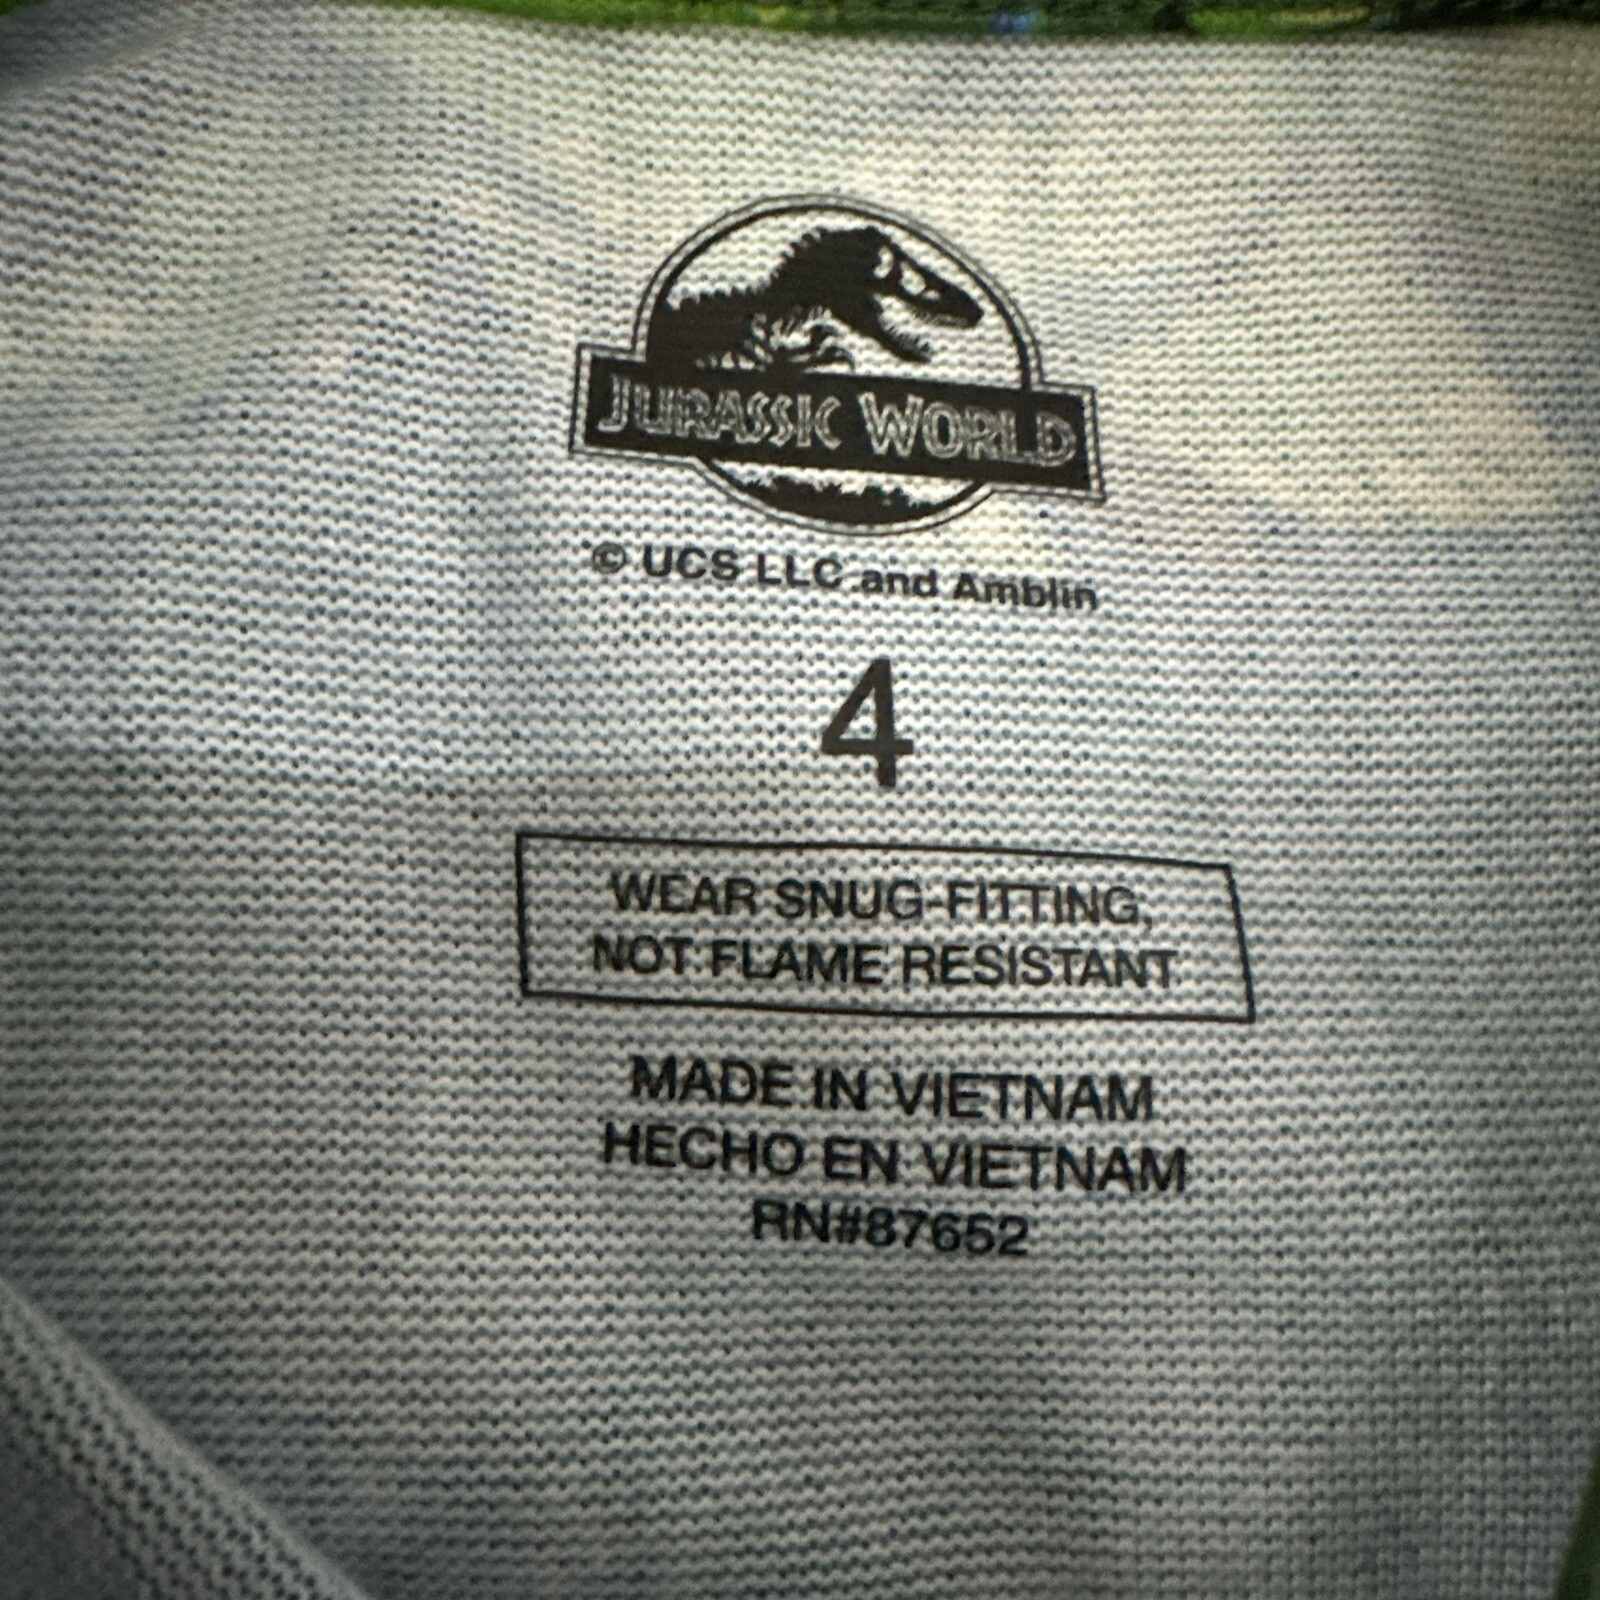 JURASSIC WORLD
© UCS LLC and Amblin
4
WEAR SNUG-FITTING,
NOT FLAME RESISTANT
MADE IN VIETNAM
HECHO EN VIETNAM
RN#87652